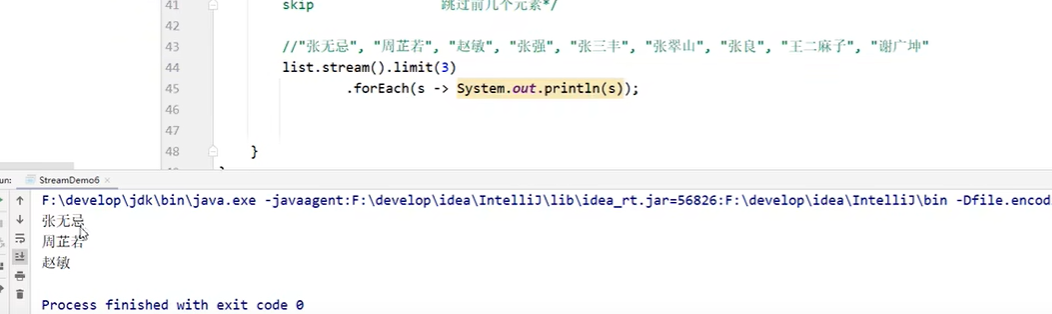 41 skip 跳过前几个元素*/
42
43 //"张无忌", "周芷若", "赵敏", "张强", "张三丰", "张翠山", "张良", "王二麻子", "谢广坤"
44 list.stream().limit(3)
45 .forEach(s -> System.out.println(s));
46
47
48 }
un: StreamDemo6 ×
F:\develop\jdk\bin\java.exe -javaagent:F:\develop\idea\IntelliJ\lib\idea_rt.jar=56826:F:\develop\idea\IntelliJ\bin -Dfile.encod
张无忌
周芷若
赵敏
Process finished with exit code 0